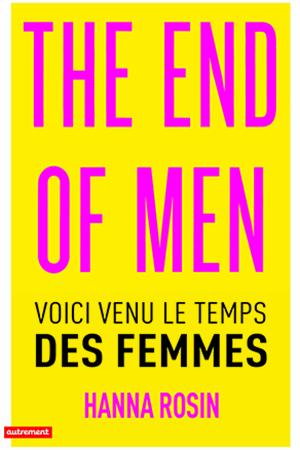 THE END
OF MEN
VOICI VENU LE TEMPS
DES FEMMES
HANNA ROSIN
autrement